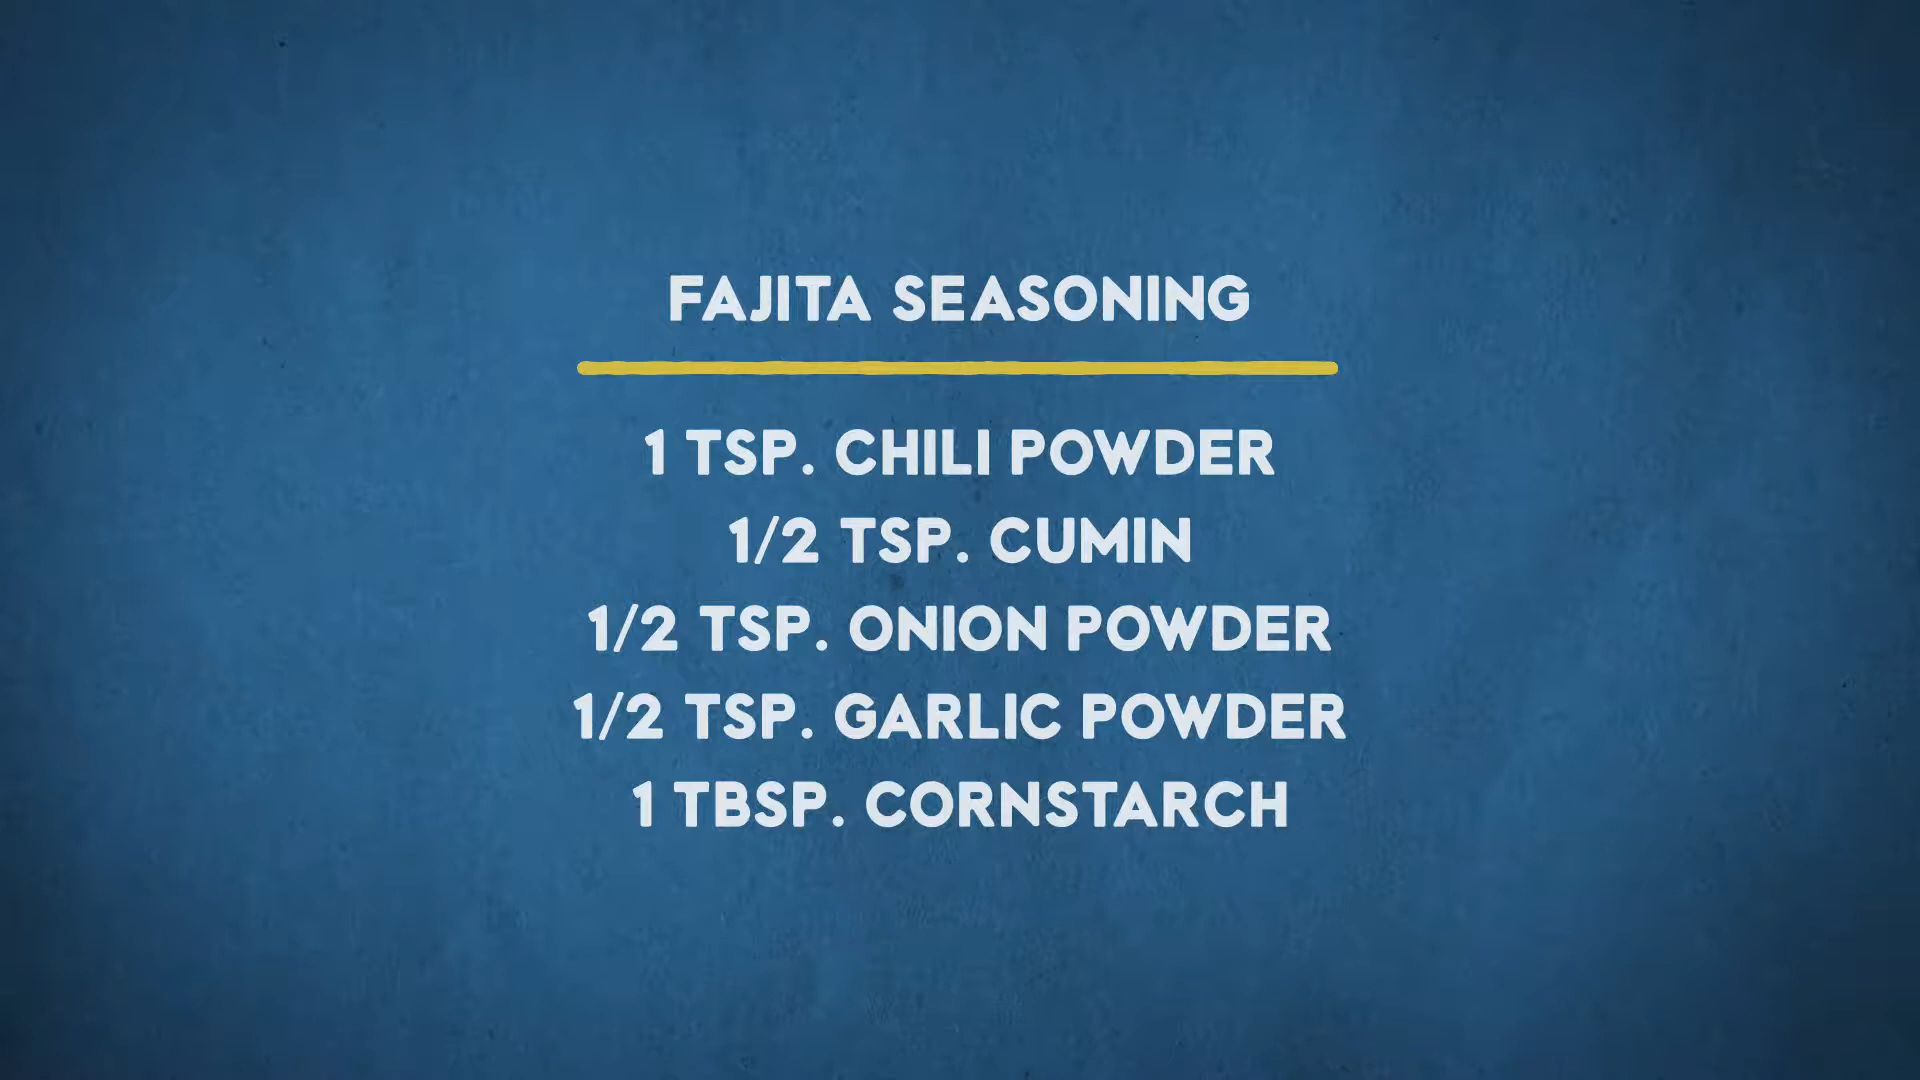 FAJITA SEASONING
1 TSP. CHILI POWDER
1/2 TSP. CUMIN
1/2 TSP. ONION POWDER
1/2 TSP. GARLIC POWDER
1 TBSP. CORNSTARCH